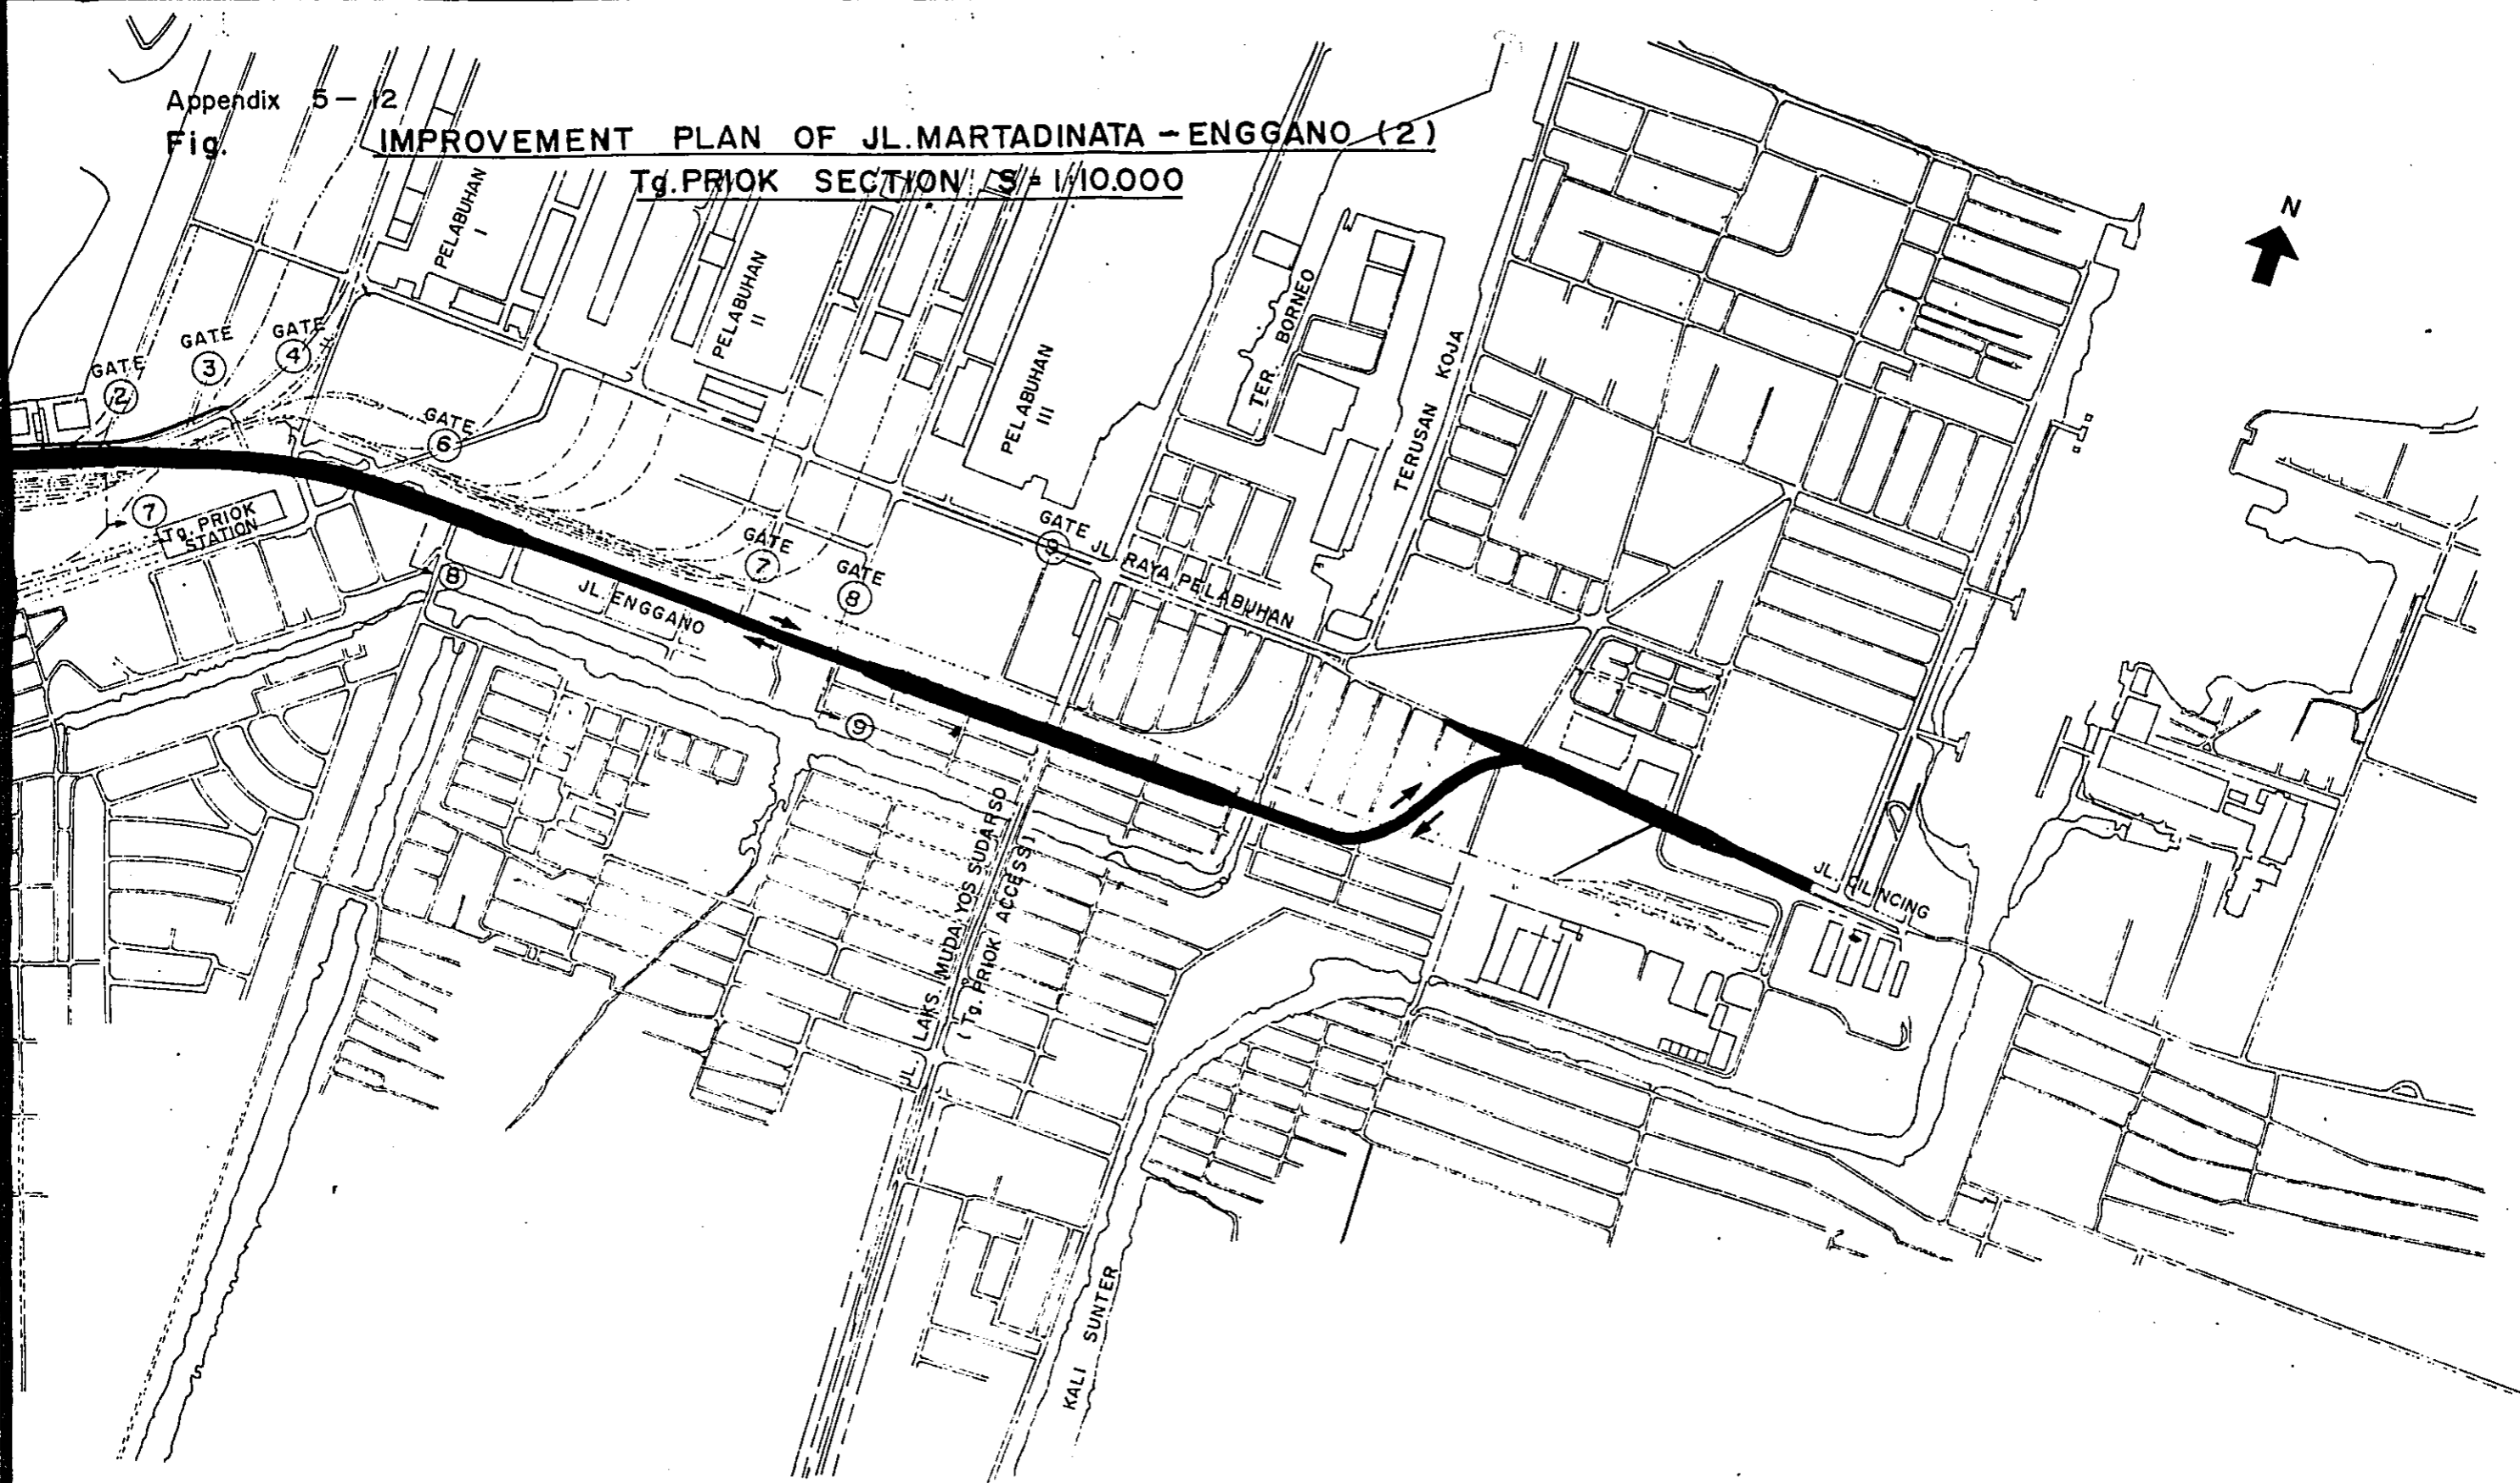 Appendix 5-12
Fig. IMPROVEMENT PLAN OF JL.MARTADINATA - ENGGANO (2)
Tg.PRIOK SECTION S=1:10.000
N
PELABUHAN I
PELABUHAN II
PELABUHAN III
TER. BORNEO
TERUSAN KOJA
GATE 2
GATE 3
GATE 4
GATE 6
7
Tg. PRIOK STATION
8
JL. ENGGANO
GATE 7
GATE 8
GATE 9
JL. RAYA PELABUHAN
9
JL. LAKS. MUDA YOS SUDARSO
( Tg. PRIOK ACCESS )
JL. CILINCING
KALI SUNTER